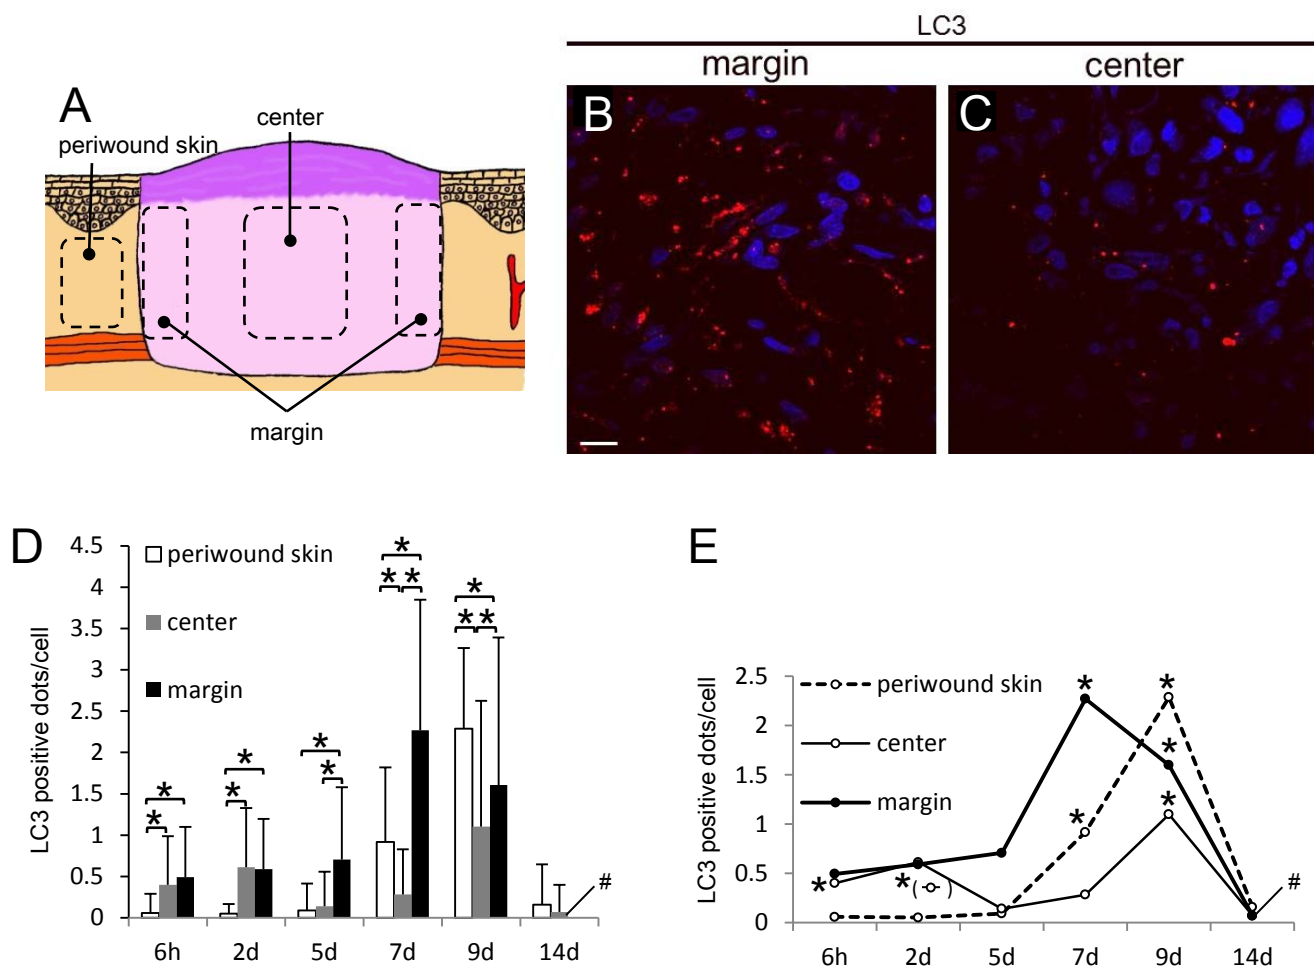 LC3
margin
center
A
B
C
center
periwound skin
margin
D
LC3 positive dots/cell
4.5
4
3.5
3
2.5
2
1.5
1
0.5
0
periwound skin
center
margin
* * *
* * *
* *
* *
* *
* *
#
6h 2d 5d 7d 9d 14d
E
LC3 positive dots/cell
2.5
2
1.5
1
0.5
0
periwound skin
center
margin
* *
*
* *
* *( )
#
6h 2d 5d 7d 9d 14d